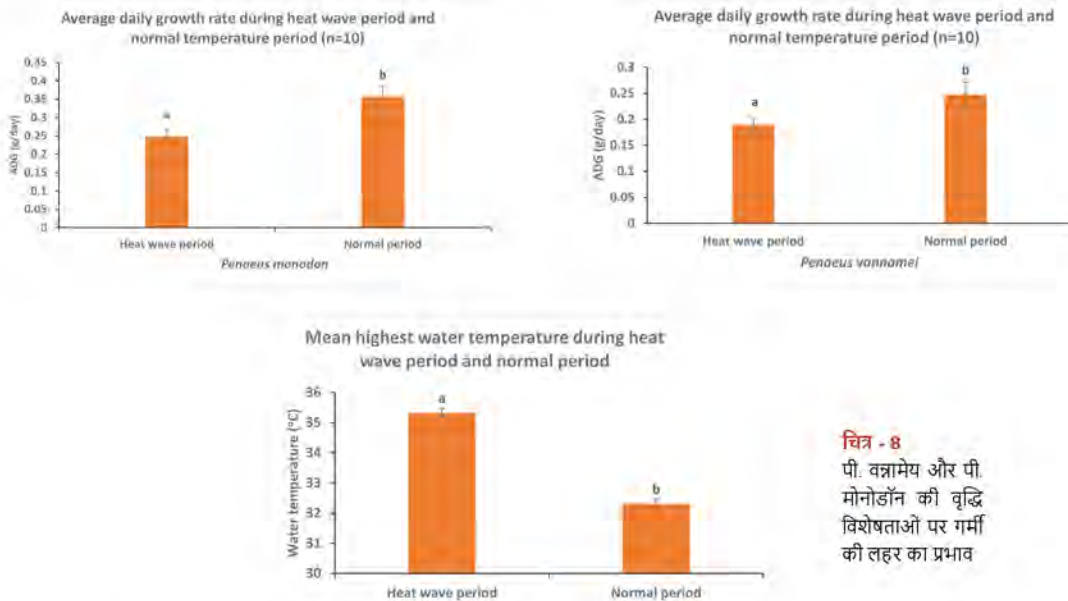 Average daily growth rate during heat wave period and
normal temperature period (n=10)
0.45
0.4
0.35
0.3
0.25
0.2
0.15
0.1
0.05
0
ADG (g/day)
a
b
Heat wave period
Normal period
Penaeus monodon
Average daily growth rate during heat wave period and
normal temperature period (n=10)
0.3
0.25
0.2
0.15
0.1
0.05
0
ADG (g/day)
a
b
Heat wave period
Normal period
Penaeus vannamei
Mean highest water temperature during heat
wave period and normal period
36
35
34
33
32
31
30
Water temperature (°C)
a
b
Heat wave period
Normal period
चित्र - 8
पी. वन्नामेय और पी.
मोनोडॉन की वृद्धि
विशेषताओं पर गर्मी
की लहर का प्रभाव